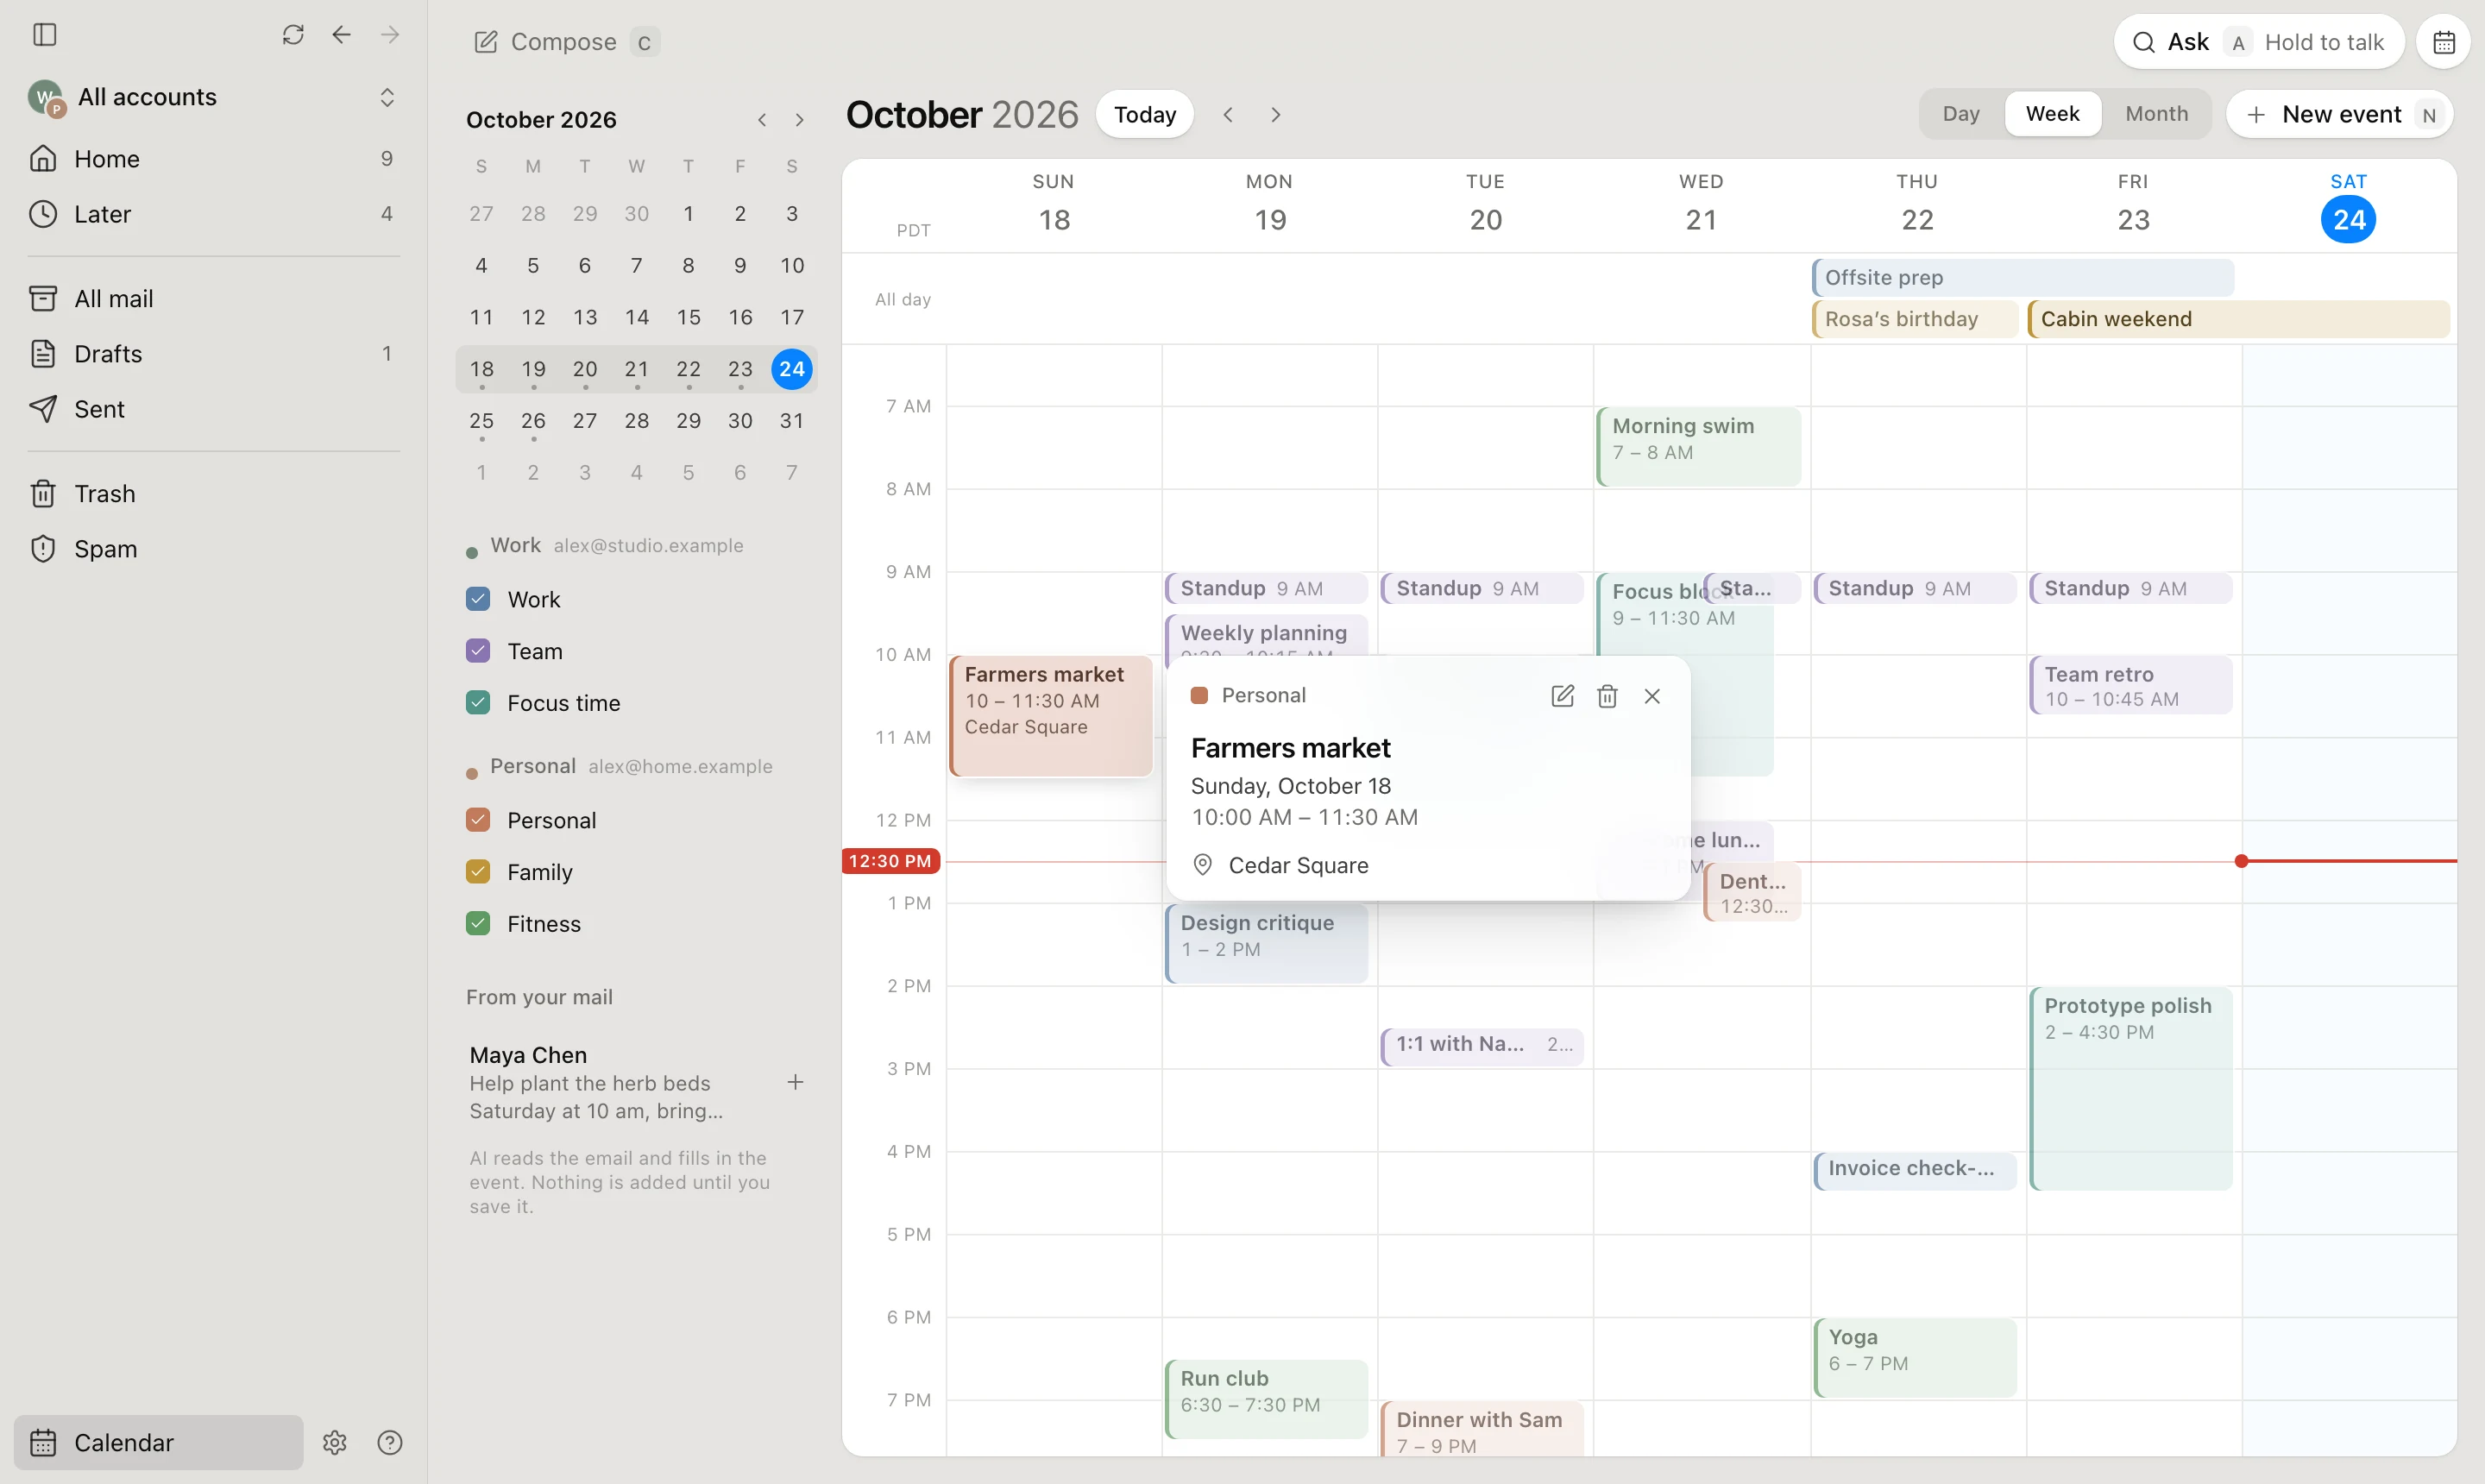 W
P
All accounts
Home 9
Later 4
All mail
Drafts 1
Sent
Trash
Spam
Calendar
Compose C
October 2026
S M T W T F S
27 28 29 30 1 2 3
4 5 6 7 8 9 10
11 12 13 14 15 16 17
18 19 20 21 22 23 24
25 26 27 28 29 30 31
1 2 3 4 5 6 7
Work alex@studio.example
Work
Team
Focus time
Personal alex@home.example
Personal
Family
Fitness
From your mail
Maya Chen
Help plant the herb beds
Saturday at 10 am, bring...
AI reads the email and fills in the
event. Nothing is added until you
save it.
Ask A Hold to talk
October 2026 Today
Day Week Month
New event N
PDT
SUN MON TUE WED THU FRI SAT
18 19 20 21 22 23 24
All day
Offsite prep
Rosa's birthday
Cabin weekend
7 AM
8 AM
9 AM
10 AM
11 AM
12 PM
12:30 PM
1 PM
2 PM
3 PM
4 PM
5 PM
6 PM
7 PM
Farmers market
10 – 11:30 AM
Cedar Square
Standup 9 AM
Weekly planning
Design critique
1 – 2 PM
Run club
6:30 – 7:30 PM
Standup 9 AM
1:1 with Na... 2...
Dinner with Sam
7 – 9 PM
Morning swim
7 – 8 AM
Focus block
9 – 11:30 AM
Sta...
lun...
Dent...
12:30...
Standup 9 AM
Invoice check-...
Yoga
6 – 7 PM
Standup 9 AM
Team retro
10 – 10:45 AM
Prototype polish
2 – 4:30 PM
Personal
Farmers market
Sunday, October 18
10:00 AM – 11:30 AM
Cedar Square